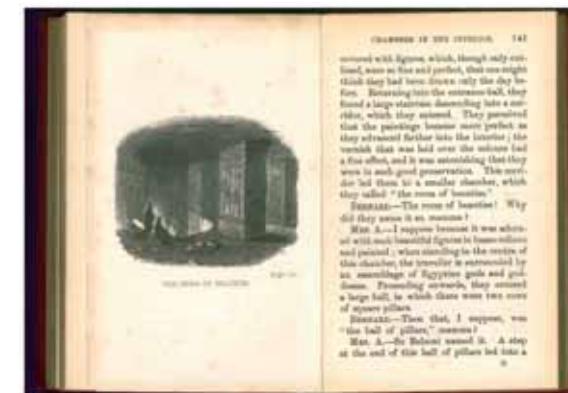 CHAMBER IN THE INTERIOR. 141
covered with figures, which, though only out-
lined, were so fine and perfect, that one might
think they had been drawn only the day be-
fore. Returning into the entrance-hall, they
found a large staircase descending into a cor-
ridor, which they entered. They perceived
that the paintings became more perfect as
they advanced farther into the interior; the
varnish that was laid over the colours had
a fine effect, and it was astonishing that they
were in such good preservation. This corri-
dor led them to a smaller chamber, which
they called "the room of beauties."
BERNARD.—The room of beauties! Why
did they name it so, mamma?
MRS. A.—I suppose because it was adorn-
ed with such beautiful figures in basso relievo
and painted; when standing in the centre of
this chamber, the traveller is surrounded by
an assemblage of Egyptian gods and god-
desses. Proceeding onwards, they entered
a large hall, in which there were two rows
of square pillars.
BERNARD.—Then that, I suppose, was
"the hall of pillars," mamma?
MRS. A.—So Belzoni named it. A step
at the end of this hall of pillars led into a